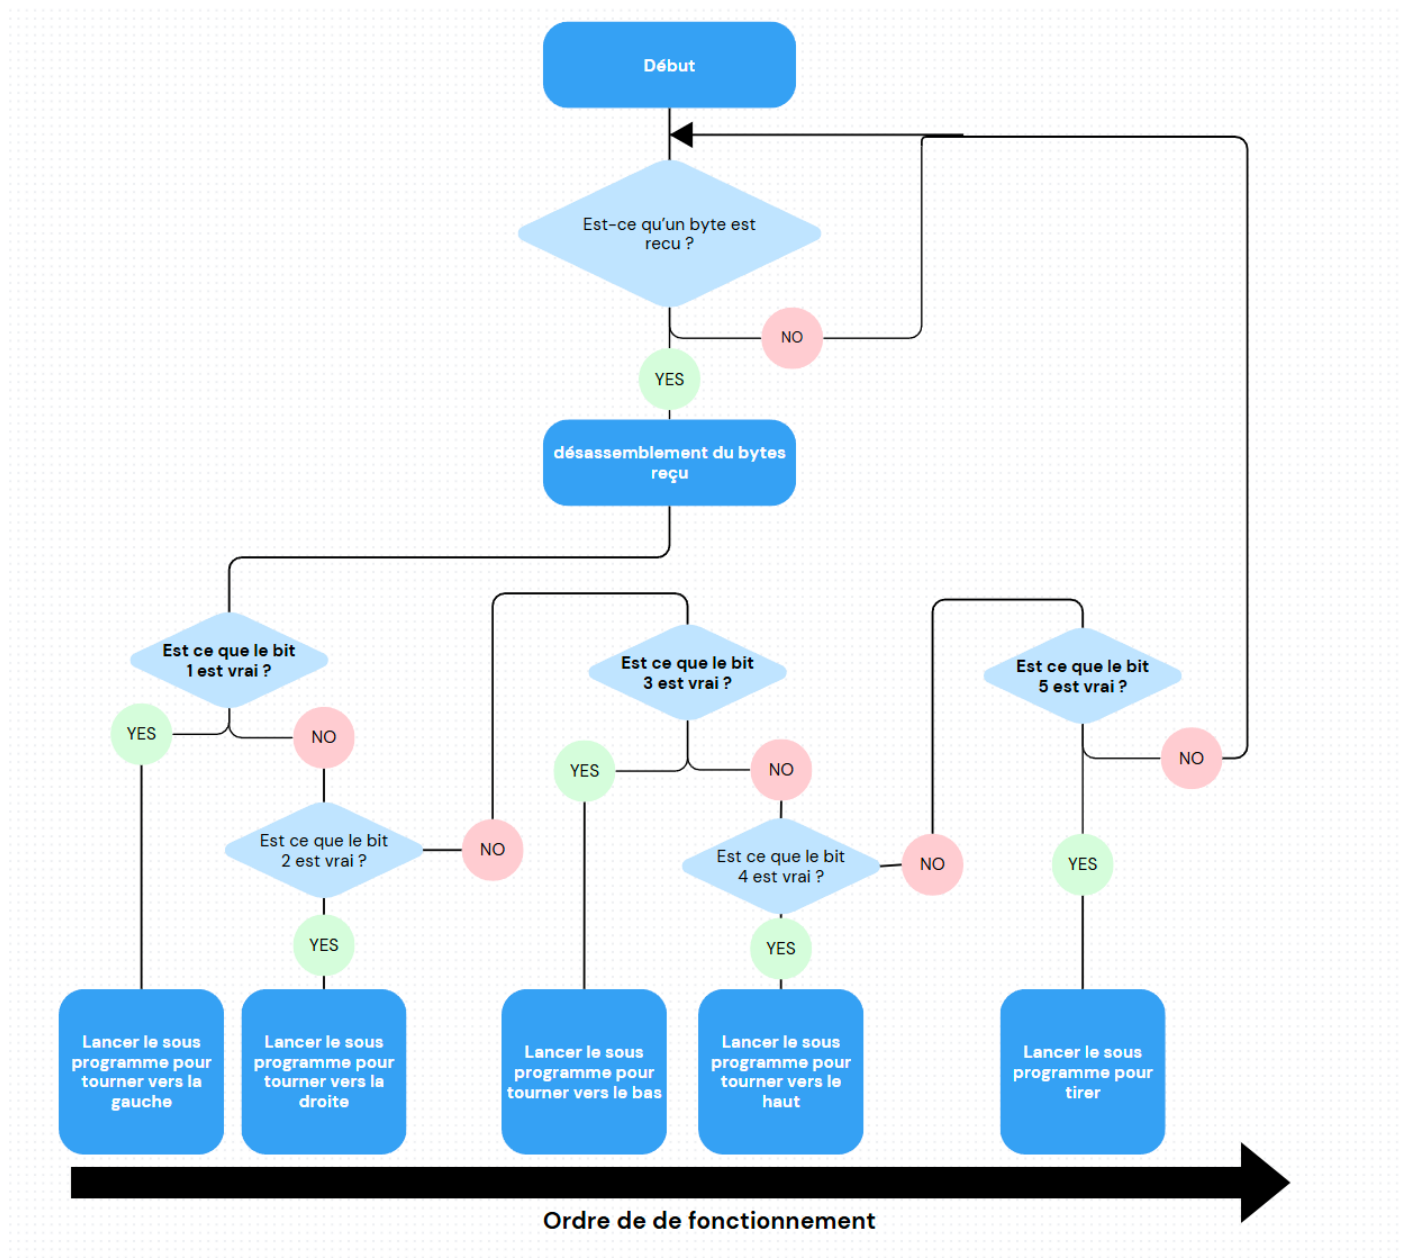 Début
Est-ce qu'un byte est
recu ?
NO
YES
désassemblement du bytes
reçu
Est ce que le bit
1 est vrai ?
YES
NO
Est ce que le bit
2 est vrai ?
NO
YES
Est ce que le bit
3 est vrai ?
YES
NO
Est ce que le bit
4 est vrai ?
NO
YES
Est ce que le bit
5 est vrai ?
NO
YES
Lancer le sous
programme pour
tourner vers la
gauche
Lancer le sous
programme pour
tourner vers la
droite
Lancer le sous
programme pour
tourner vers le bas
Lancer le sous
programme pour
tourner vers le
haut
Lancer le sous
programme pour
tirer
Ordre de de fonctionnement